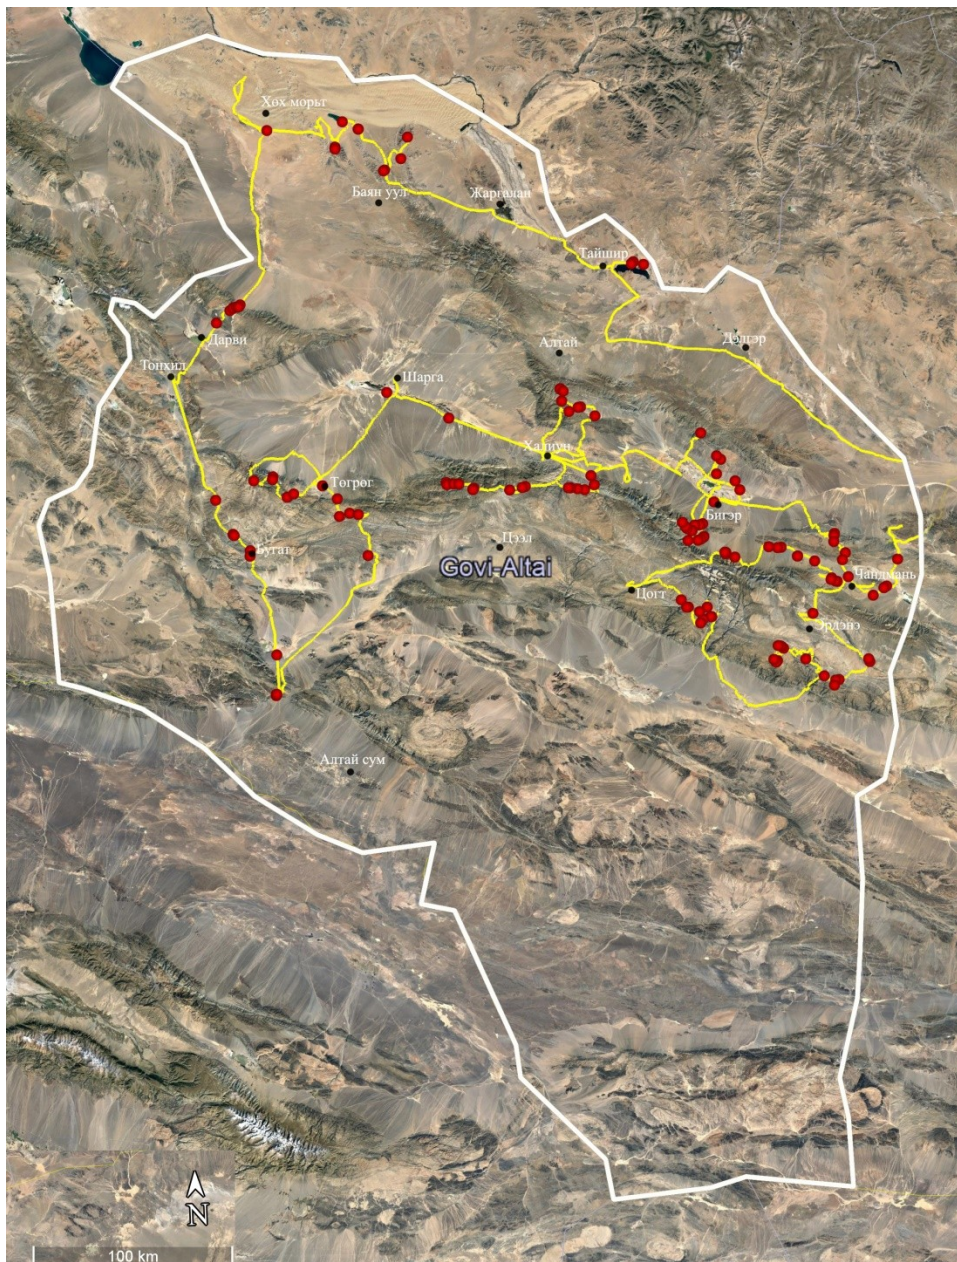 Хөх морьт
Баян уул
Жаргалан
Тайшир
Дарви
Дэлгэр
Алтай
Тонхил
Шарга
Халиун
Төгрөг
Бигэр
Бугат
Цээл
Govi-Altai
Чандмань
Цогт
Эрдэнэ
Алтай сум
N
100 km